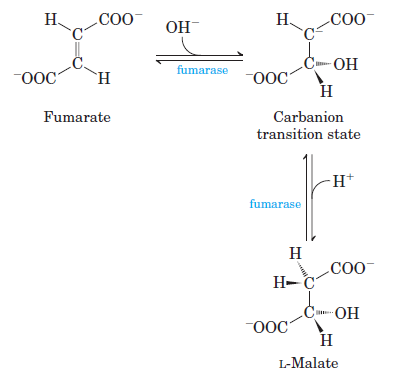 H COO⁻ OH⁻ H COO⁻
C C⁻
fumarase
⁻OOC C H ⁻OOC C OH
H
Fumarate Carbanion
transition state
H⁺
fumarase
H
H C COO⁻
⁻OOC C OH
H
L-Malate